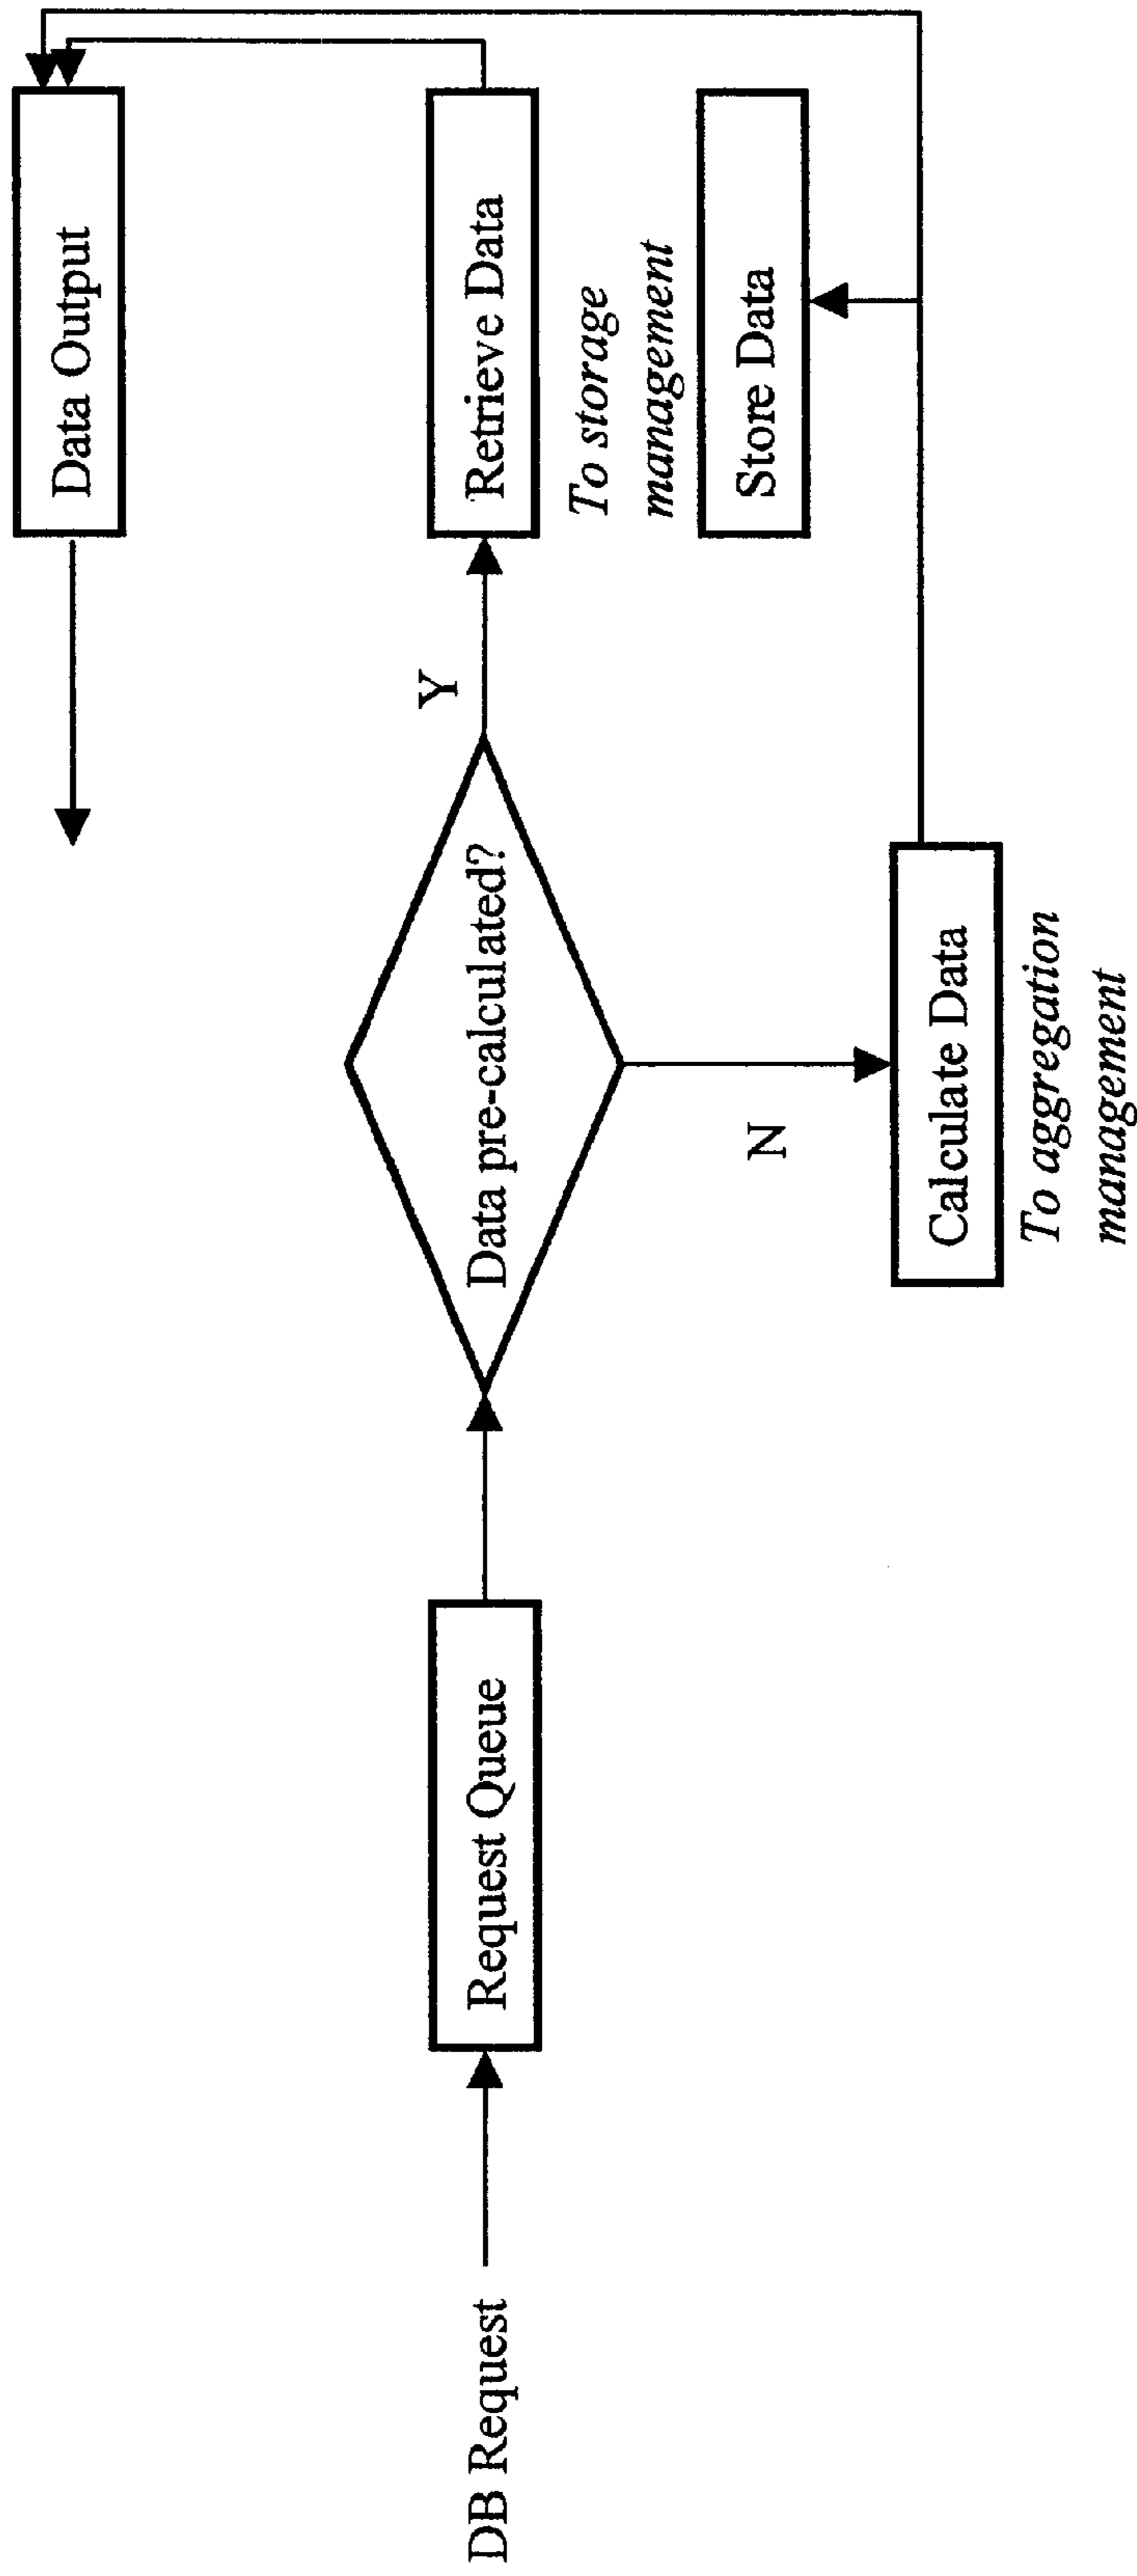 Data Output
DB Request
Request Queue
Data pre-calculated?
Y
Retrieve Data
To storage
management
Store Data
N
Calculate Data
To aggregation
management